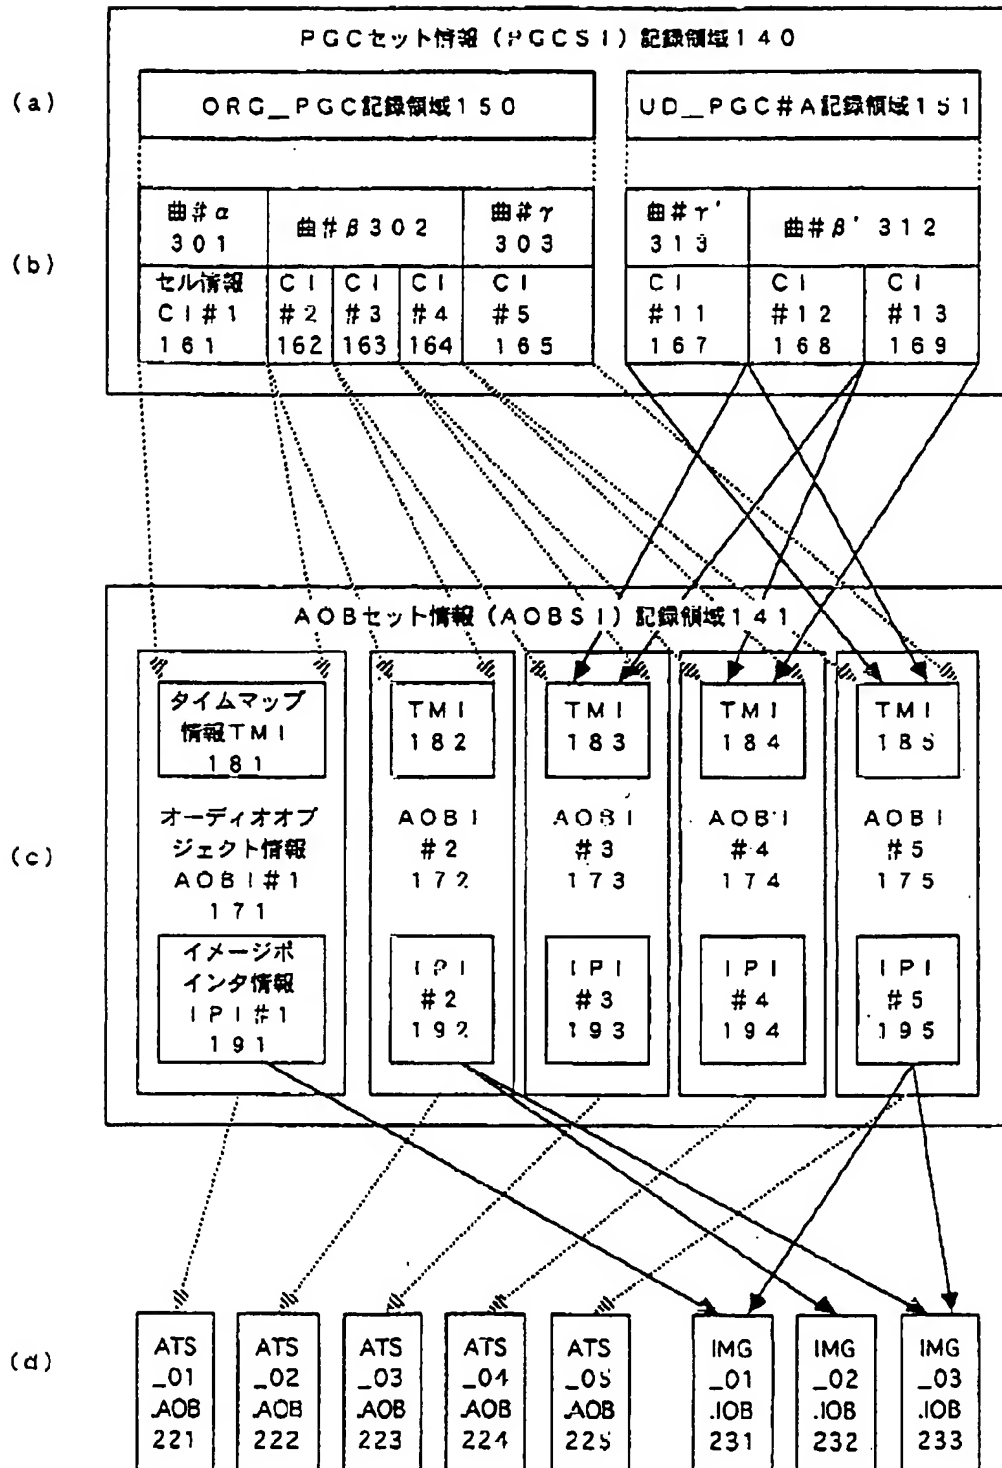 PGCセット情報(PGCSI)記録領域140
(a)
ORG_PGC記録領域150
UD_PGC#A記録領域151
(b)
曲#α
301
曲#β302
曲#γ
303
曲#γ'
313
曲#β'312
セル情報
CI#1
161
CI
#2
162
CI
#3
163
CI
#4
164
CI
#5
165
CI
#11
167
CI
#12
168
CI
#13
169
AOBセット情報(AOBSI)記録領域141
(c)
タイムマップ
情報TMI
181
TMI
182
TMI
183
TMI
184
TMI
185
オーディオオブ
ジェクト情報
AOBI#1
171
AOBI
#2
172
AOBI
#3
173
AOBI
#4
174
AOBI
#5
175
イメージポ
インタ情報
IPI#1
191
IPI
#2
192
IPI
#3
193
IPI
#4
194
IPI
#5
195
(d)
ATS
_01
.AOB
221
ATS
_02
.AOB
222
ATS
_03
.AOB
223
ATS
_04
.AOB
224
ATS
_05
.AOB
225
IMG
_01
.IOB
231
IMG
_02
.IOB
232
IMG
_03
.IOB
233